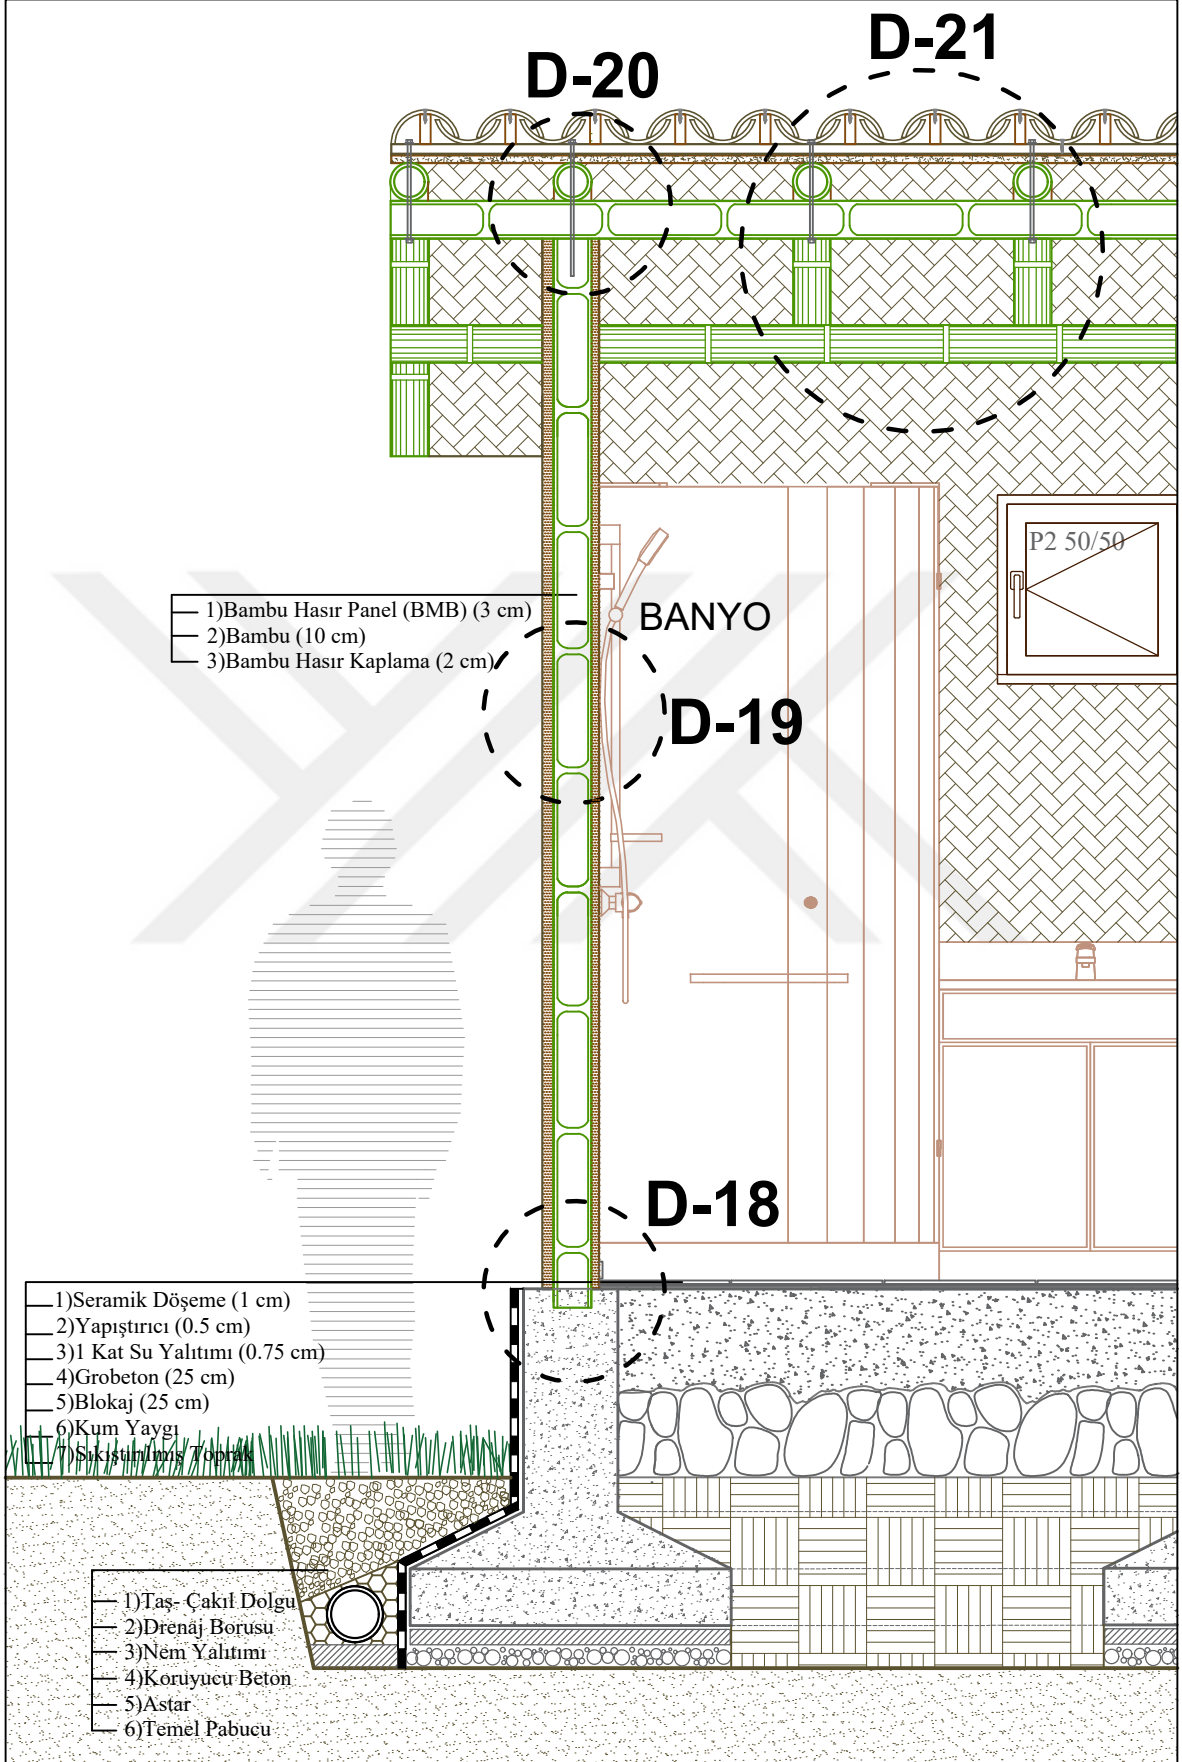 D-21
D-20
P2 50/50
1)Bambu Hasır Panel (BMB) (3 cm)
2)Bambu (10 cm)
3)Bambu Hasır Kaplama (2 cm)
BANYO
D-19
D-18
1)Seramik Döşeme (1 cm)
2)Yapıştırıcı (0.5 cm)
3)1 Kat Su Yalıtımı (0.75 cm)
4)Grobeton (25 cm)
5)Blokaj (25 cm)
6)Kum Yaygı
7)Sıkıştırılmış Toprak
1)Taş- Çakıl Dolgu
2)Drenaj Borusu
3)Nem Yalıtımı
4)Koruyucu Beton
5)Astar
6)Temel Pabucu